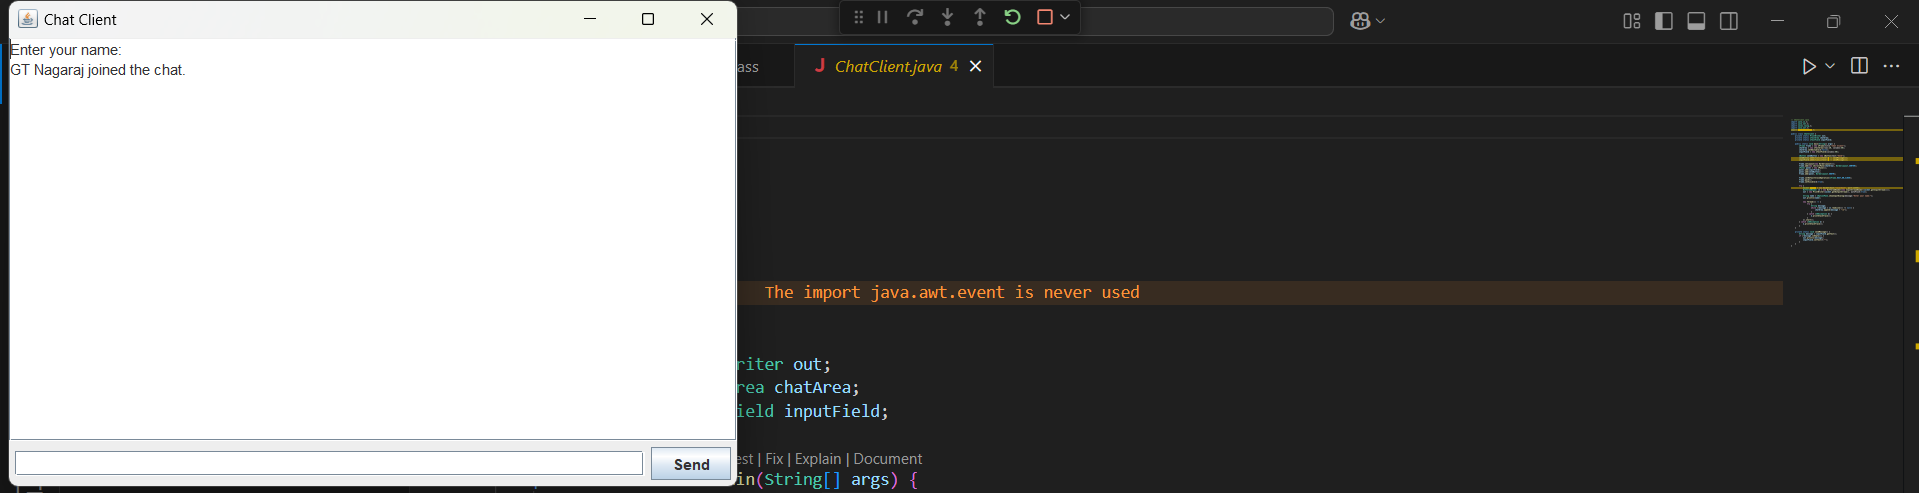 Chat Client
Enter your name:
GT Nagaraj joined the chat.
Send
ass
J ChatClient.java 4
The import java.awt.event is never used
riter out;
rea chatArea;
ield inputField;
est | Fix | Explain | Document
in(String[] args) {